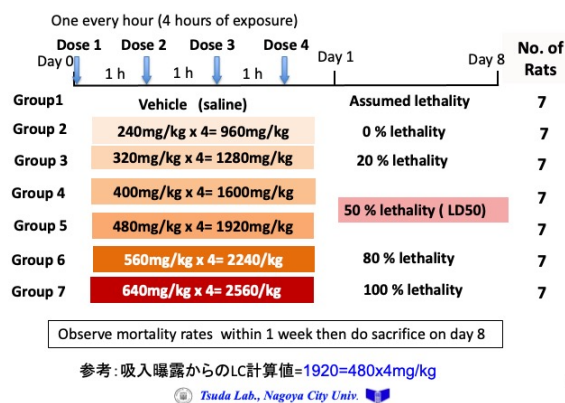 One every hour (4 hours of exposure)
Dose 1 Dose 2 Dose 3 Dose 4
Day 0 1 h 1 h 1 h Day 1 Day 8 No. of Rats
Group1 Vehicle (saline) Assumed lethality 7
Group 2 240mg/kg x 4= 960mg/kg 0 % lethality 7
Group 3 320mg/kg x 4= 1280mg/kg 20 % lethality 7
Group 4 400mg/kg x 4= 1600mg/kg 7
50 % lethality ( LD50)
Group 5 480mg/kg x 4= 1920mg/kg 7
Group 6 560mg/kg x 4= 2240/kg 80 % lethality 7
Group 7 640mg/kg x 4= 2560/kg 100 % lethality 7
Observe mortality rates within 1 week then do sacrifice on day 8
参考：吸入曝露からのLC計算値=1920=480x4mg/kg
Tsuda Lab., Nagoya City Univ.